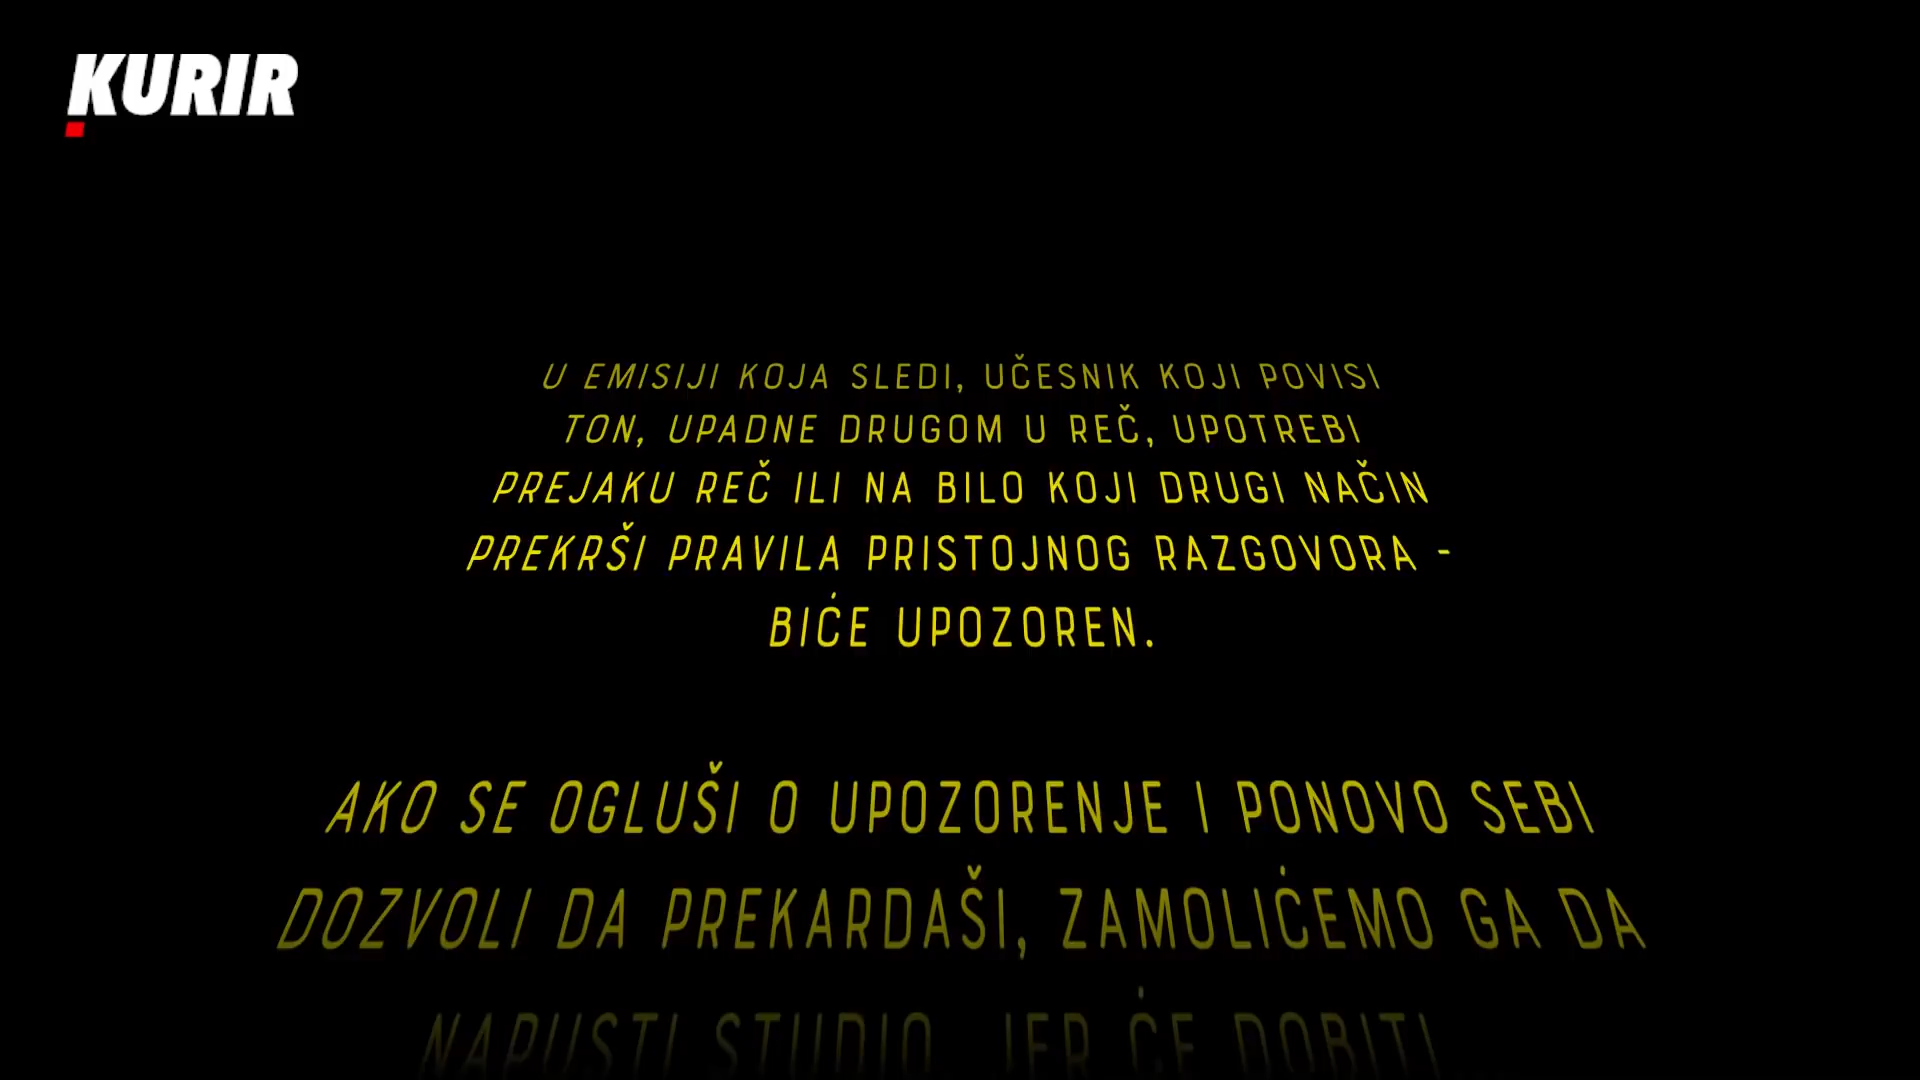 KURIR
U EMISIJI KOJA SLEDI, UČESNIK KOJI POVISI
TON, UPADNE DRUGOM U REČ, UPOTREBI
PREJAKU REČ ILI NA BILO KOJI DRUGI NAČIN
PREKRŠI PRAVILA PRISTOJNOG RAZGOVORA -
BIĆE UPOZOREN.
AKO SE OGLUŠI O UPOZORENJE I PONOVO SEBI
DOZVOLI DA PREKARDAŠI, ZAMOLIĆEMO GA DA
NAPUSTI STUDIO, JER ĆE DOBITI...